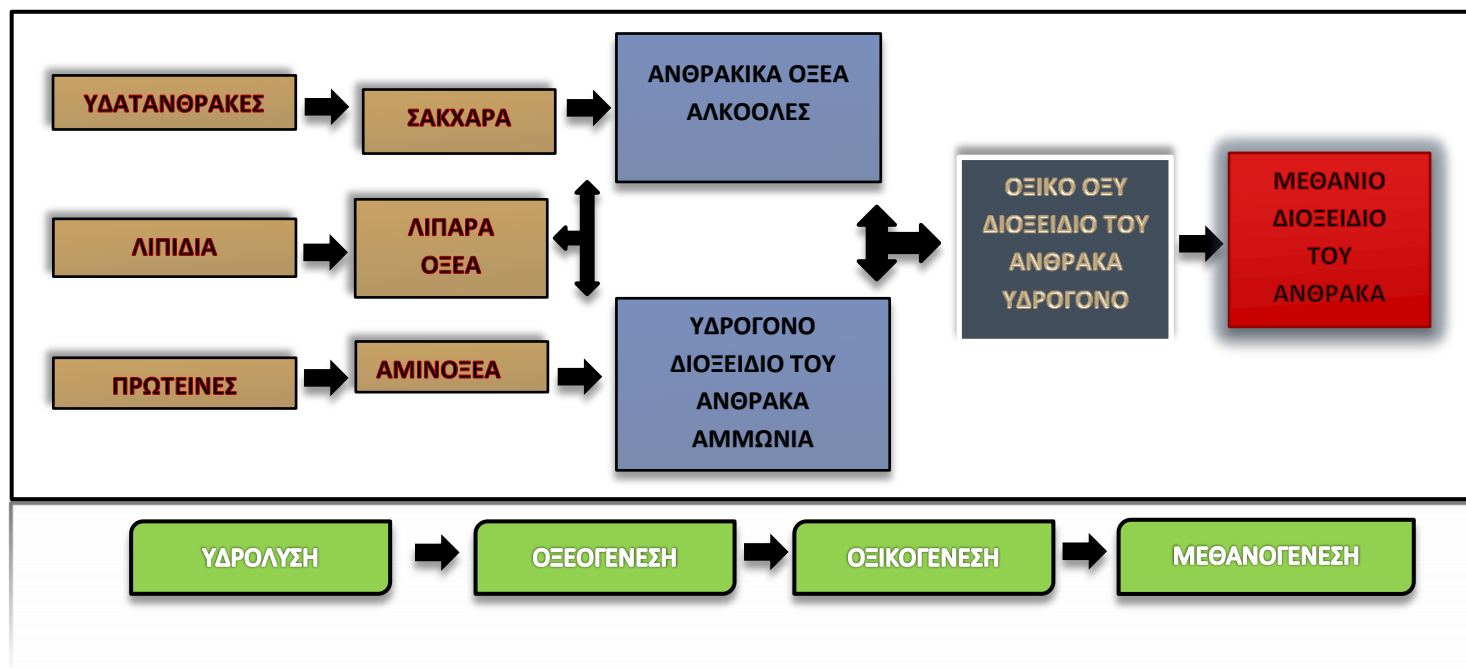 ΥΔΑΤΑΝΘΡΑΚΕΣ
ΣΑΚΧΑΡΑ
ΑΝΘΡΑΚΙΚΑ ΟΞΕΑ
ΑΛΚΟΟΛΕΣ
ΛΙΠΙΔΙΑ
ΛΙΠΑΡΑ
ΟΞΕΑ
ΠΡΩΤΕΙΝΕΣ
ΑΜΙΝΟΞΕΑ
ΥΔΡΟΓΟΝΟ
ΔΙΟΞΕΙΔΙΟ ΤΟΥ
ΑΝΘΡΑΚΑ
ΑΜΜΩΝΙΑ
ΟΞΙΚΟ ΟΞΥ
ΔΙΟΞΕΙΔΙΟ ΤΟΥ
ΑΝΘΡΑΚΑ
ΥΔΡΟΓΟΝΟ
ΜΕΘΑΝΙΟ
ΔΙΟΞΕΙΔΙΟ
ΤΟΥ
ΑΝΘΡΑΚΑ
ΥΔΡΟΛΥΣΗ
ΟΞΕΟΓΕΝΕΣΗ
ΟΞΙΚΟΓΕΝΕΣΗ
ΜΕΘΑΝΟΓΕΝΕΣΗ